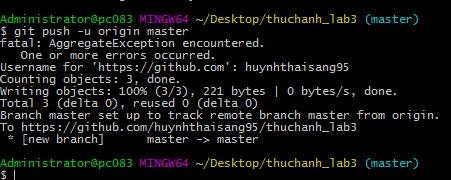 Administrator@pc083 MINGW64 ~/Desktop/thuchanh_lab3 (master)
$ git push -u origin master
fatal: AggregateException encountered.
   One or more errors occurred.
Username for 'https://github.com': huynhthaisang95
Counting objects: 3, done.
Writing objects: 100% (3/3), 221 bytes | 0 bytes/s, done.
Total 3 (delta 0), reused 0 (delta 0)
Branch master set up to track remote branch master from origin.
To https://github.com/huynhthaisang95/thuchanh_lab3
 * [new branch]      master -> master
Administrator@pc083 MINGW64 ~/Desktop/thuchanh_lab3 (master)
$